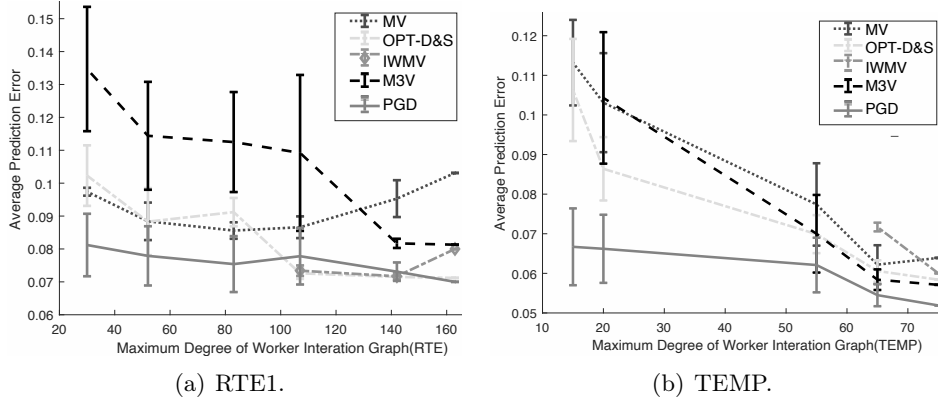 0.15
0.14
0.13
0.12
0.11
0.1
0.09
0.08
0.07
0.06
Average Prediction Error
20 40 60 80 100 120 140 160
Maximum Degree of Worker Interation Graph(RTE)
MV
OPT-D&S
IWMV
M3V
PGD
(a) RTE1.
0.12
0.11
0.1
0.09
0.08
0.07
0.06
0.05
Average Prediction Error
10 20 30 40 50 60 70
Maximum Degree of Worker Interation Graph(TEMP)
MV
OPT-D&S
IWMV
M3V
PGD
(b) TEMP.